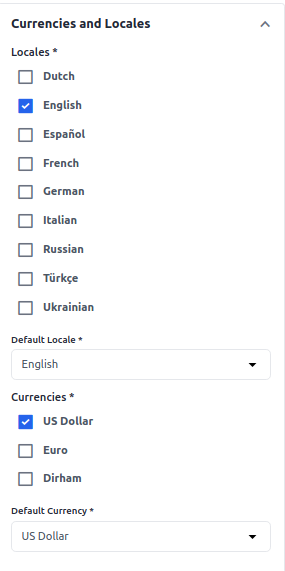 Currencies and Locales
Locales *
Dutch
English
Español
French
German
Italian
Russian
Türkçe
Ukrainian
Default Locale *
English
Currencies *
US Dollar
Euro
Dirham
Default Currency *
US Dollar